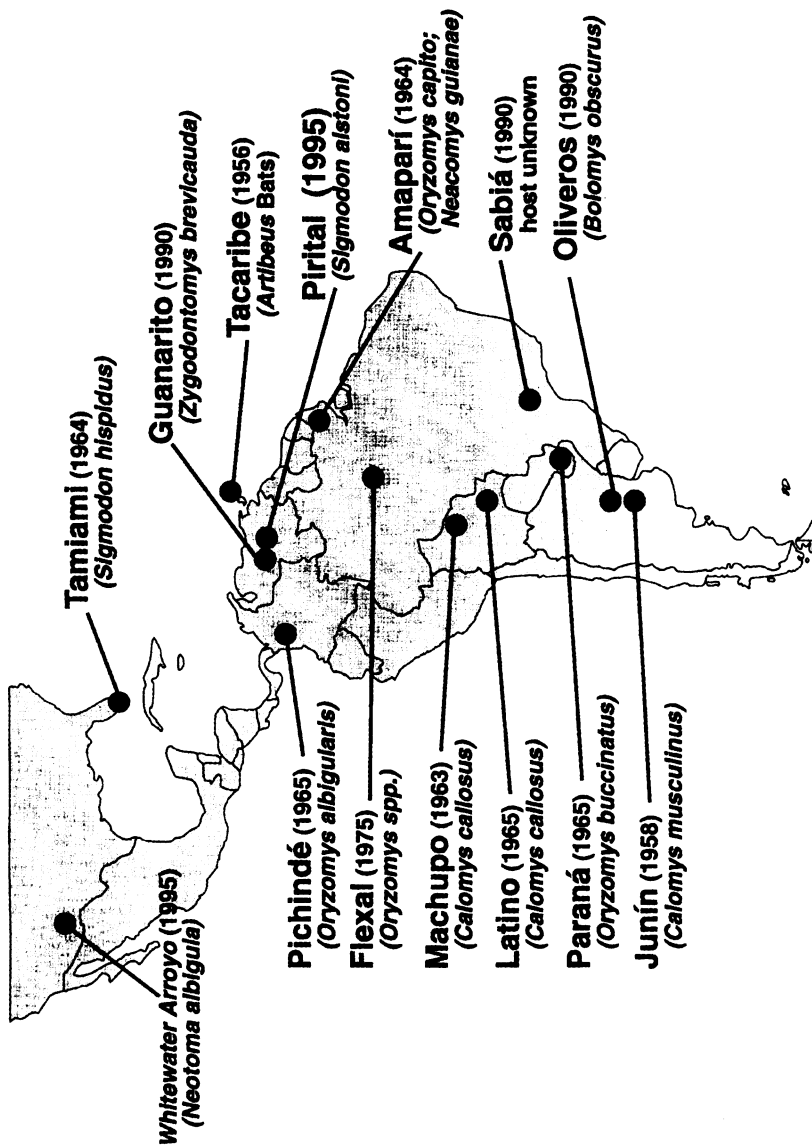 Whitewater Arroyo (1995)
(Neotoma albigula)
Tamiami (1964)
(Sigmodon hispidus)
Guanarito (1990)
(Zygodontomys brevicauda)
Tacaribe (1956)
(Artibeus Bats)
Pirital (1995)
(Sigmodon alstoni)
Amaparí (1964)
(Oryzomys capito;
Neacomys guianae)
Sabiá (1990)
host unknown
Oliveros (1990)
(Bolomys obscurus)
Pichindé (1965)
(Oryzomys albigularis)
Flexal (1975)
(Oryzomys spp.)
Machupo (1963)
(Calomys callosus)
Latino (1965)
(Calomys callosus)
Paraná (1965)
(Oryzomys buccinatus)
Junín (1958)
(Calomys musculinus)